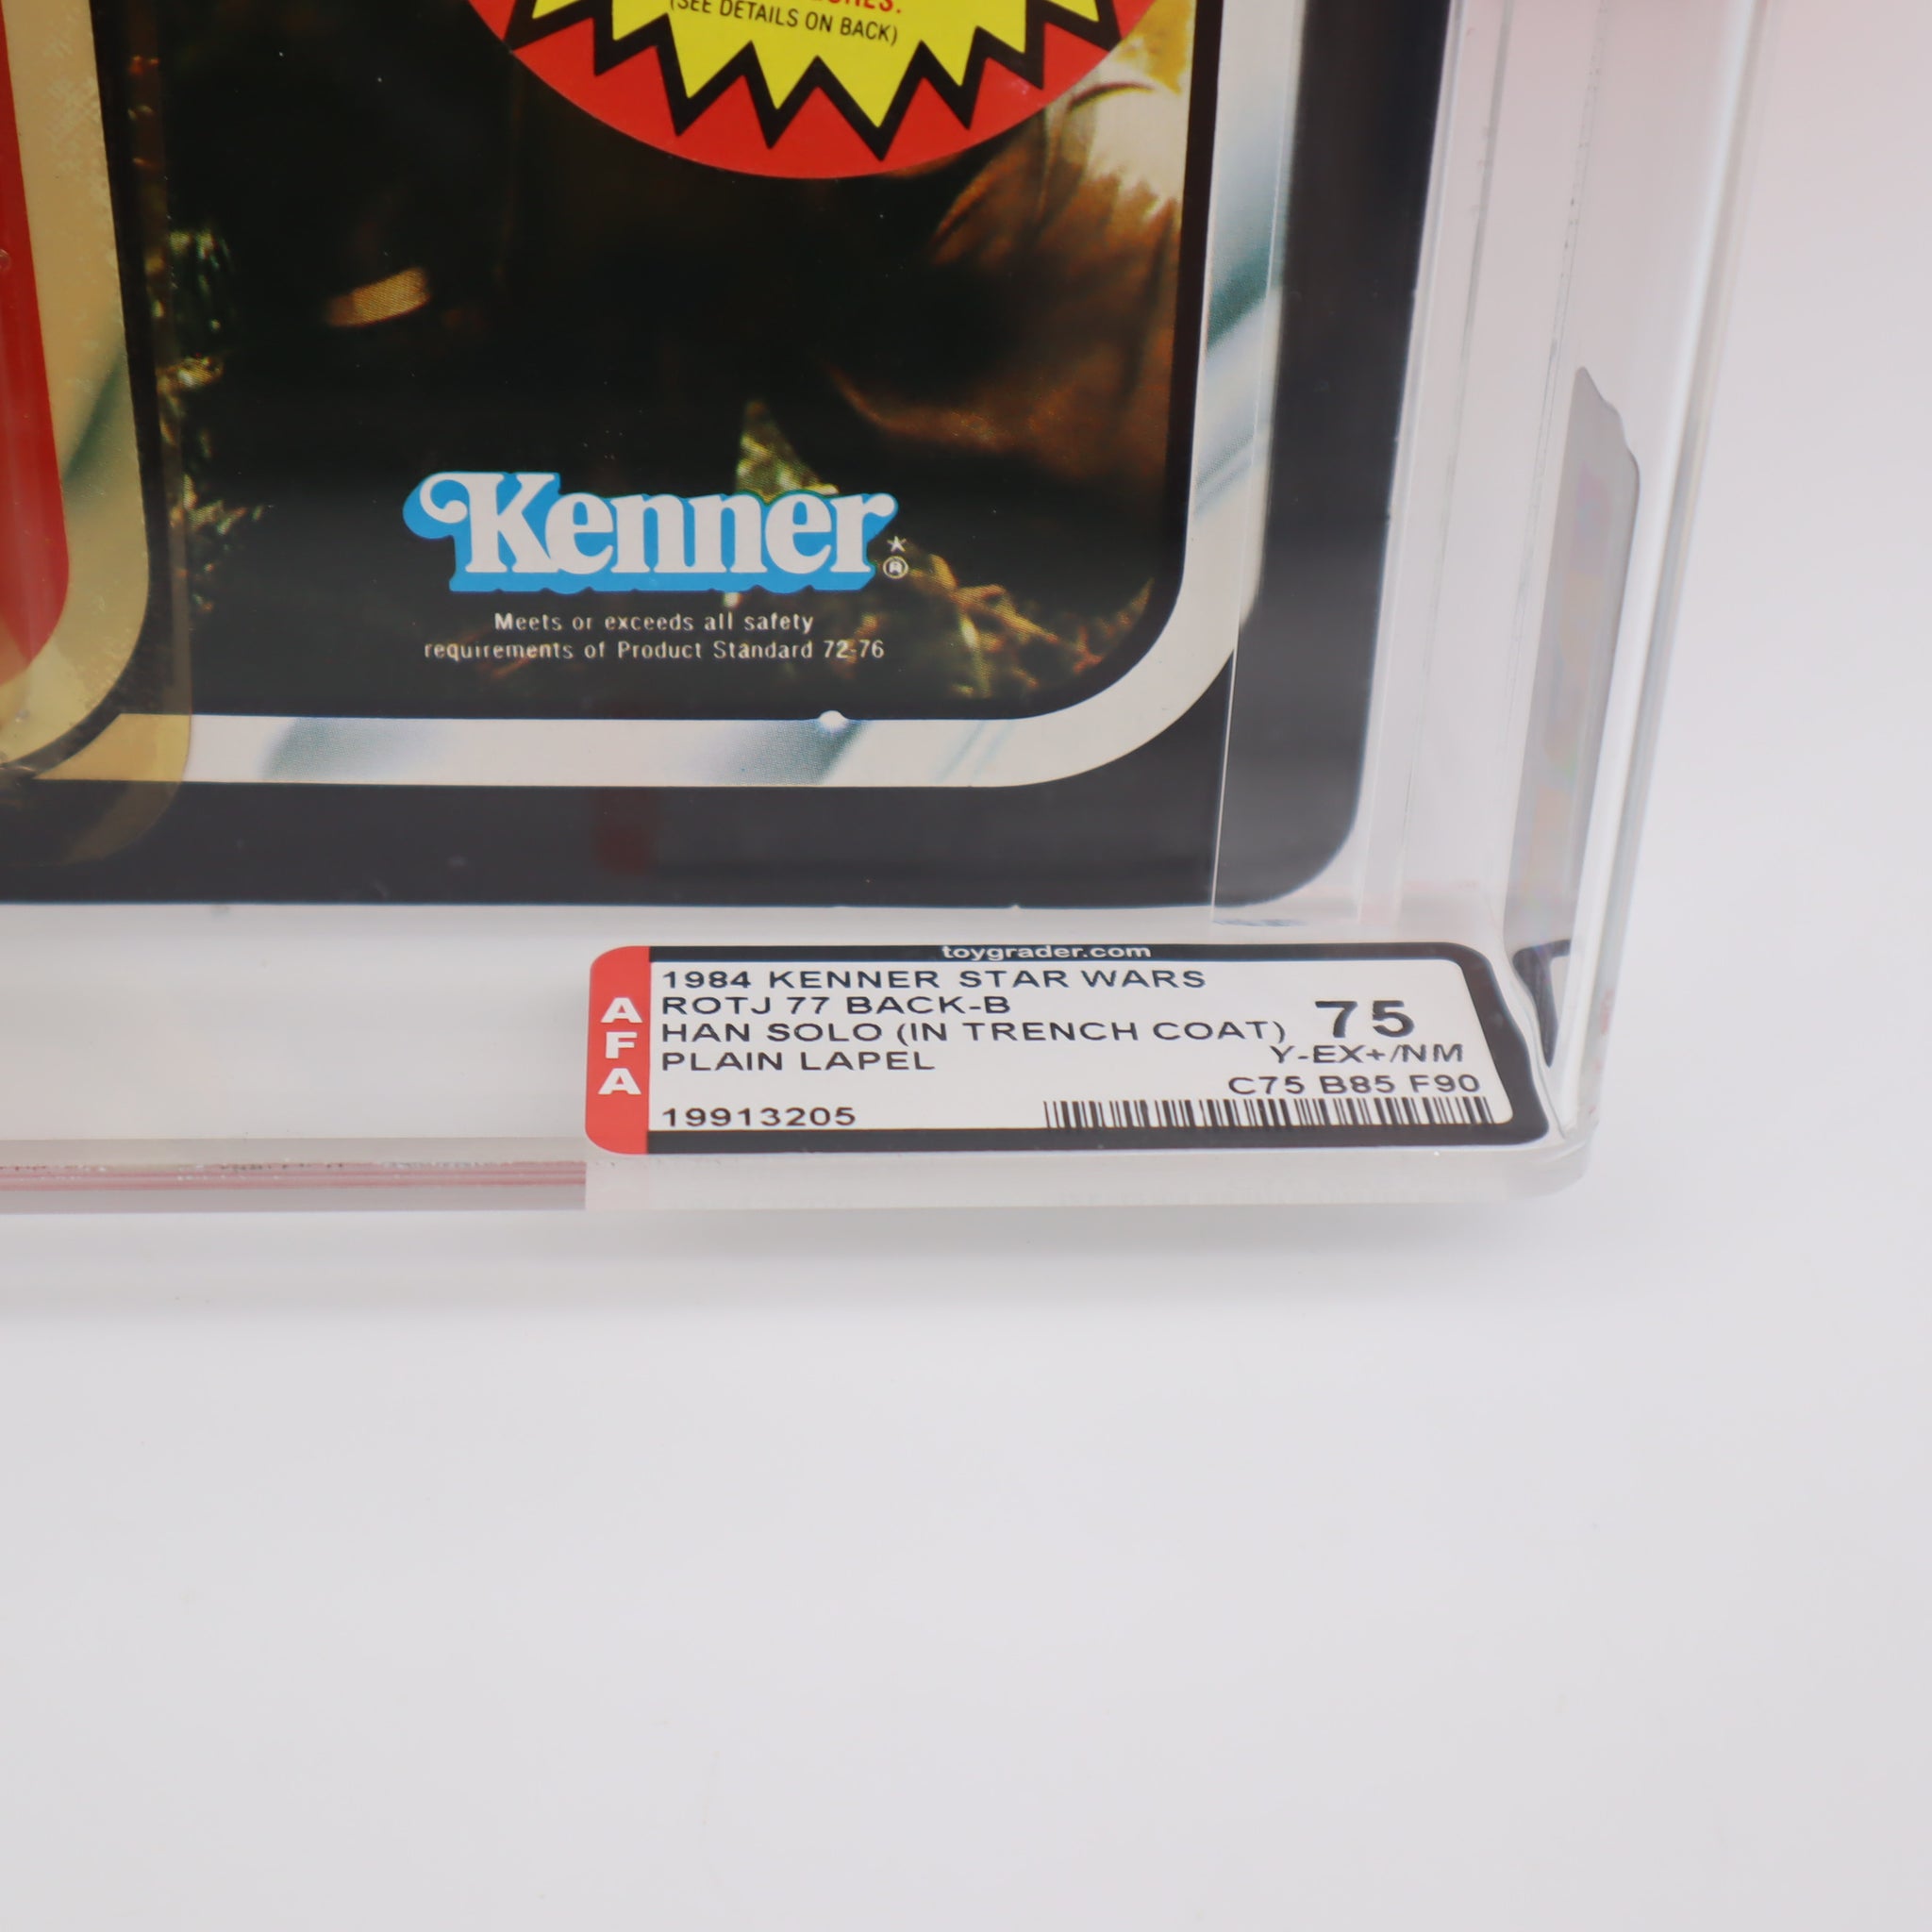 (SEE DETAILS ON BACK)
Kenner
Meets or exceeds all safety
requirements of Product Standard 72-76
toygrader.com
AFA
1984 KENNER STAR WARS
ROTJ 77 BACK-B
HAN SOLO (IN TRENCH COAT)
PLAIN LAPEL
75
Y-EX+/NM
C75 B85 F90
19913205